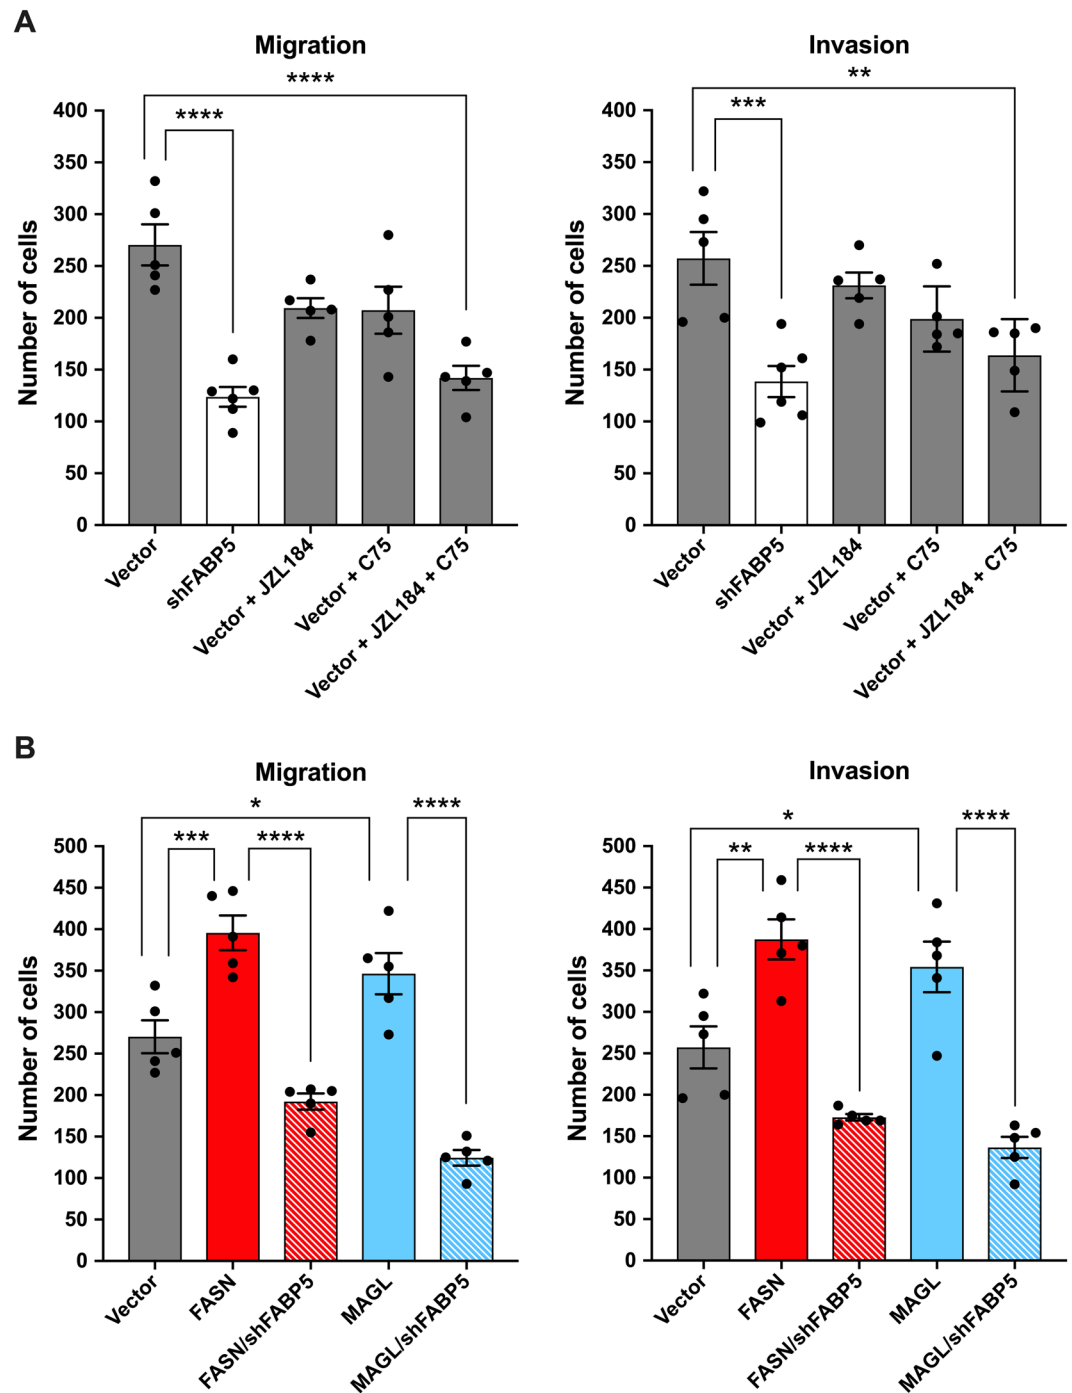 A
Migration
****
****
Number of cells
400
350
300
250
200
150
100
50
0
Vector
shFABP5
Vector + JZL184
Vector + C75
Vector + JZL184 + C75
Invasion
**
***
Number of cells
400
350
300
250
200
150
100
50
0
Vector
shFABP5
Vector + JZL184
Vector + C75
Vector + JZL184 + C75
B
Migration
*
****
***
****
Number of cells
500
450
400
350
300
250
200
150
100
50
0
Vector
FASN
FASN/shFABP5
MAGL
MAGL/shFABP5
Invasion
*
****
**
****
Number of cells
500
450
400
350
300
250
200
150
100
50
0
Vector
FASN
FASN/shFABP5
MAGL
MAGL/shFABP5